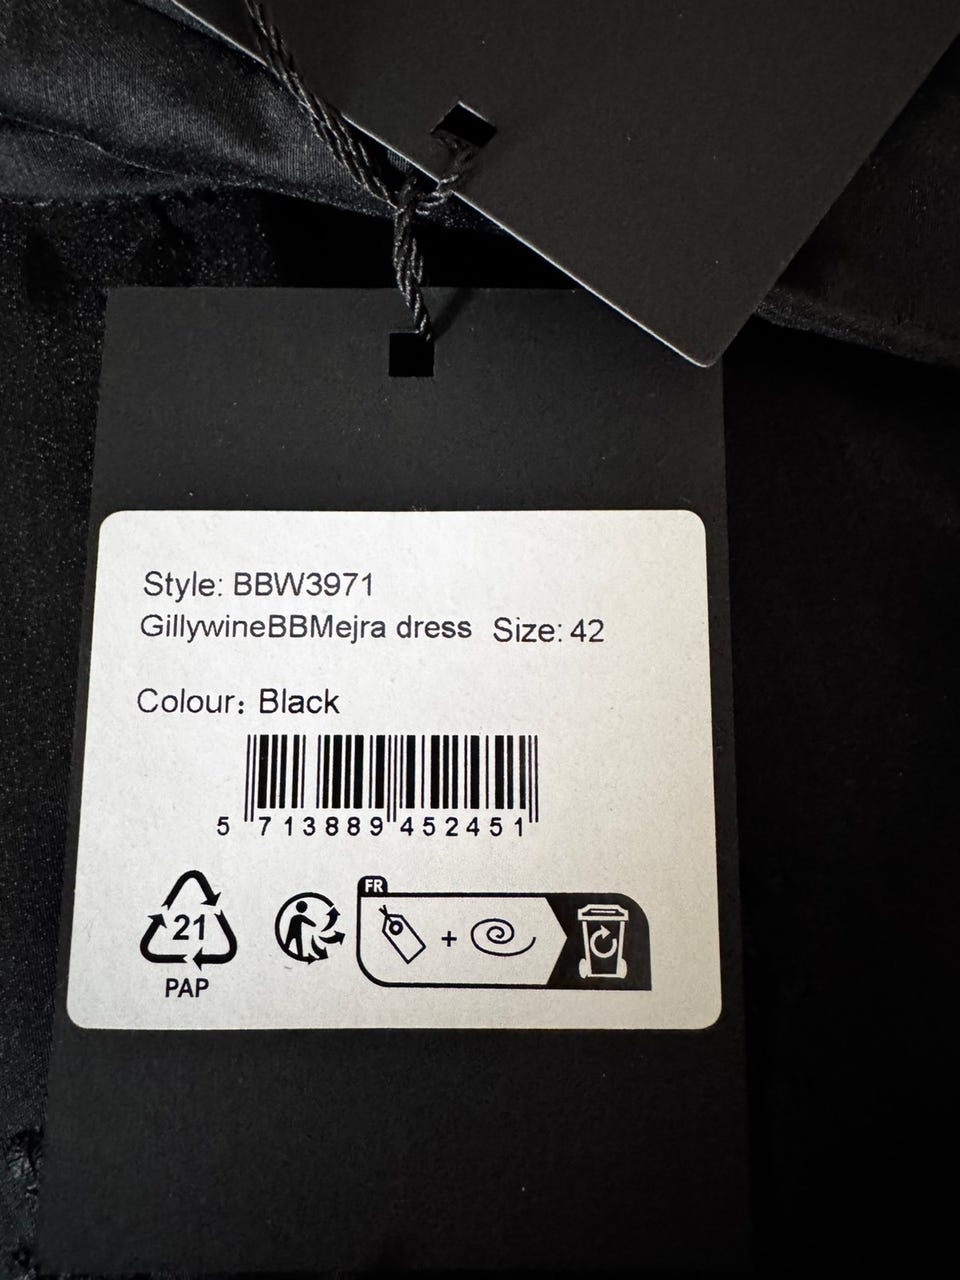 Style: BBW3971
GillywineBBMejra dress Size: 42
Colour: Black
5 713889 452451
21
PAP
FR